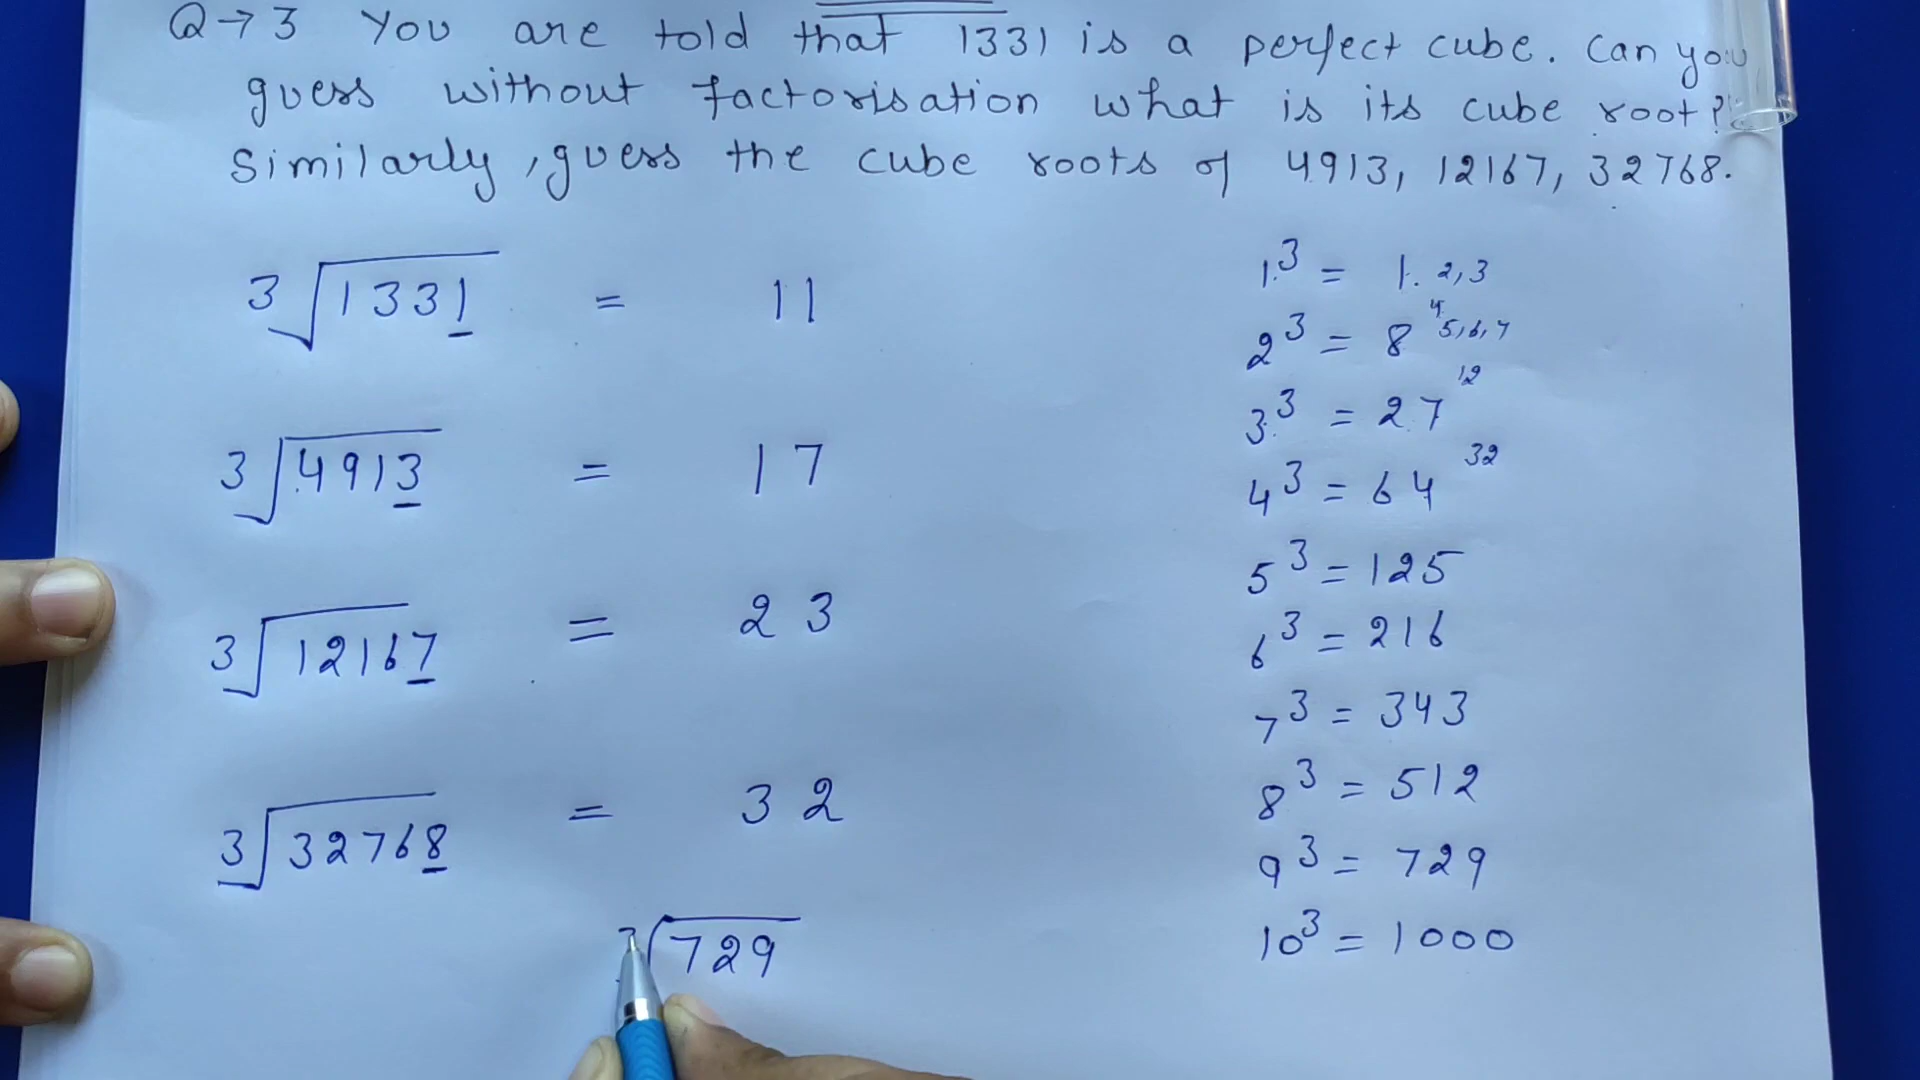 Q→3 You are told that 1331 is a perfect cube. Can you
guess without factorisation what is its cube root?
Similarly, guess the cube roots of 4913, 12167, 32768.
3√1331 = 11
3√4913 = 17
3√12167 = 23
3√32768 = 32
3√729
1³ = 1. 2,3
2³ = 8 4 5,6,7
3³ = 27 12
4³ = 64 32
5³ = 125
6³ = 216
7³ = 343
8³ = 512
9³ = 729
10³ = 1000